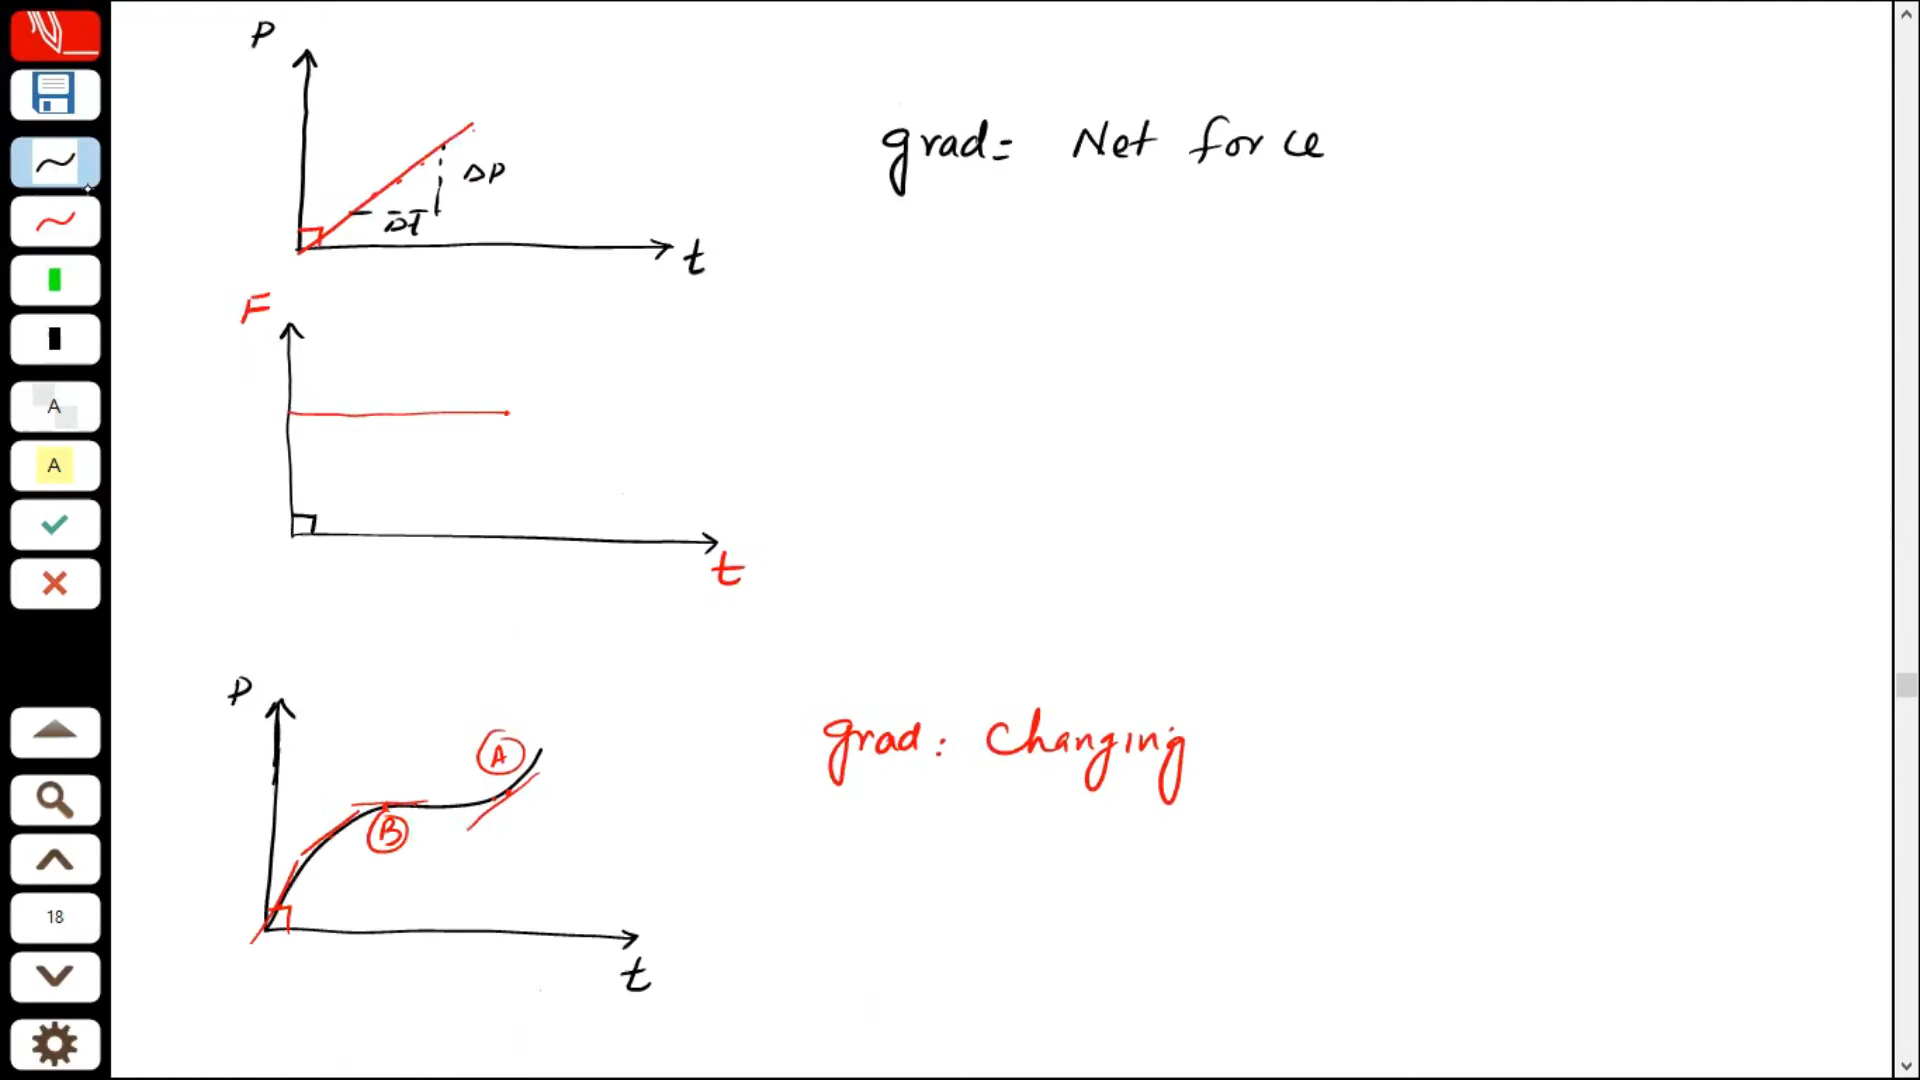 P
grad= Net force
ΔP
ΔT
t
F
t
P
A
grad: Changing
B
t
A
A
18